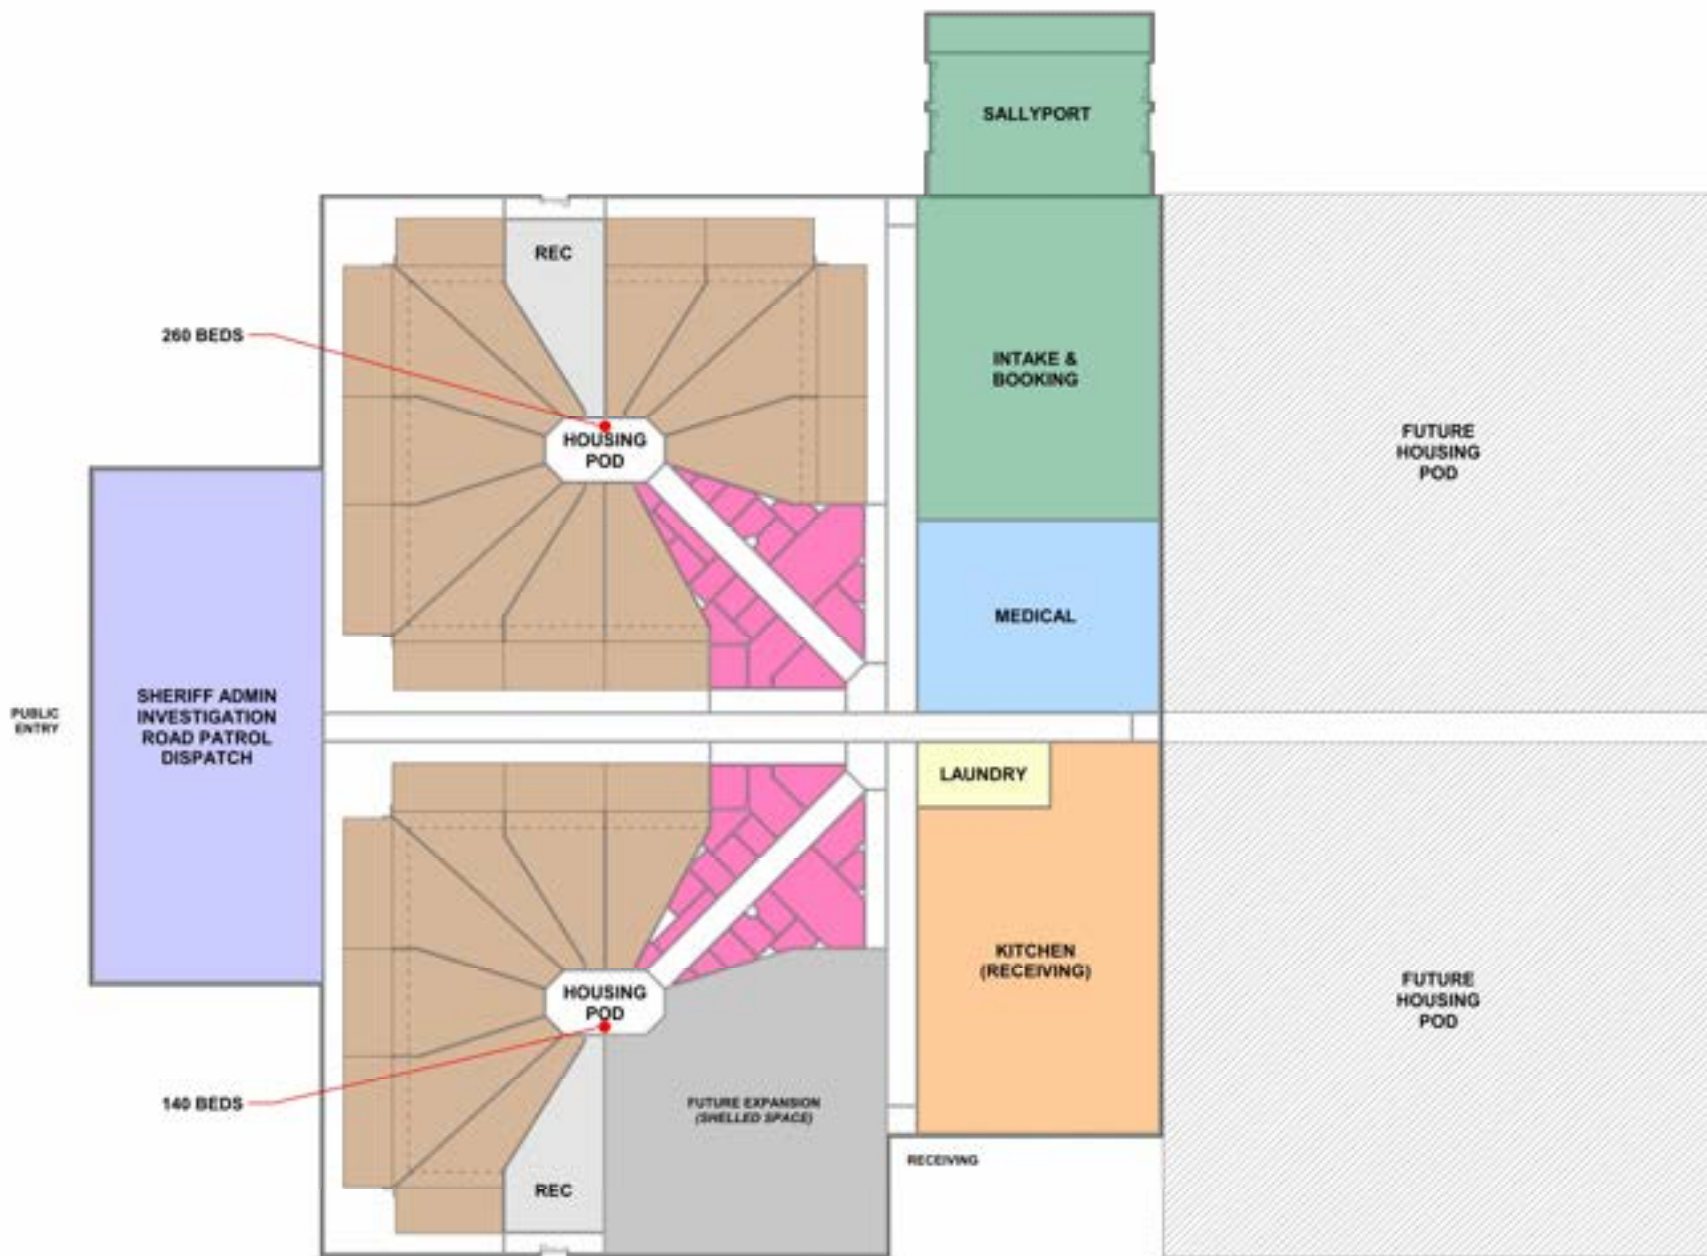 SALLYPORT
REC
260 BEDS
INTAKE &
BOOKING
HOUSING
POD
FUTURE
HOUSING
POD
MEDICAL
PUBLIC
ENTRY
SHERIFF ADMIN
INVESTIGATION
ROAD PATROL
DISPATCH
LAUNDRY
KITCHEN
(RECEIVING)
HOUSING
POD
FUTURE
HOUSING
POD
140 BEDS
FUTURE EXPANSION
(SHELLED SPACE)
RECEIVING
REC